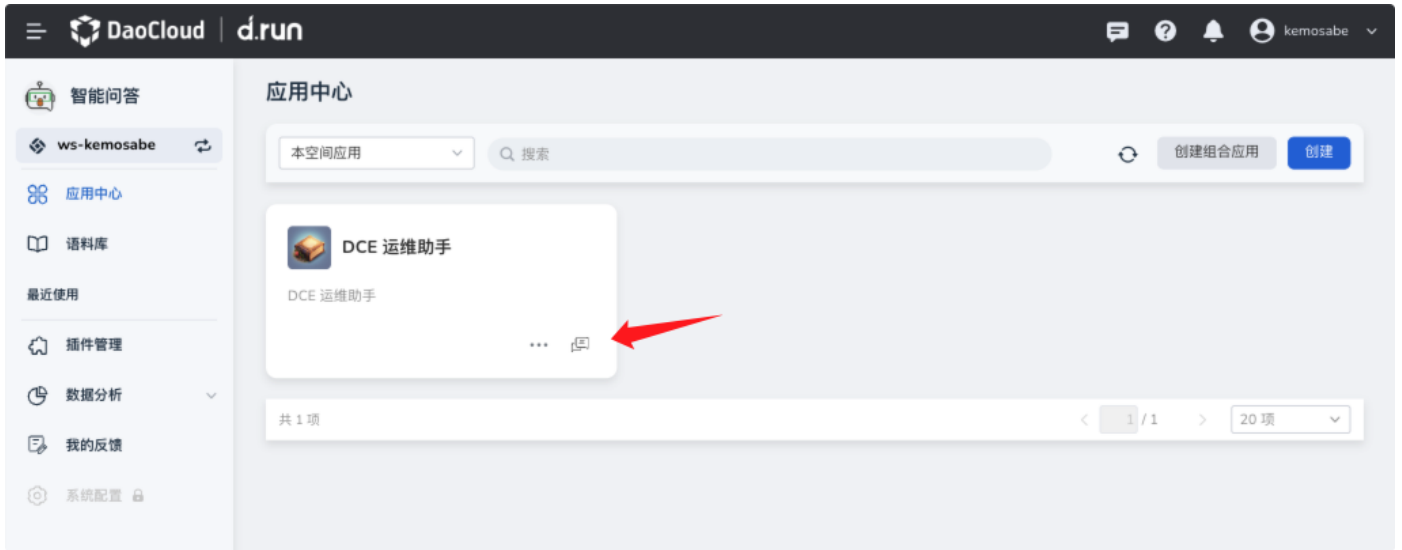 DaoCloud | d.run
kemosabe
智能问答
ws-kemosabe
应用中心
语料库
最近使用
插件管理
数据分析
我的反馈
系统配置
应用中心
本空间应用
搜索
创建组合应用
创建
DCE 运维助手
DCE 运维助手
共 1 项
1 / 1
20 项